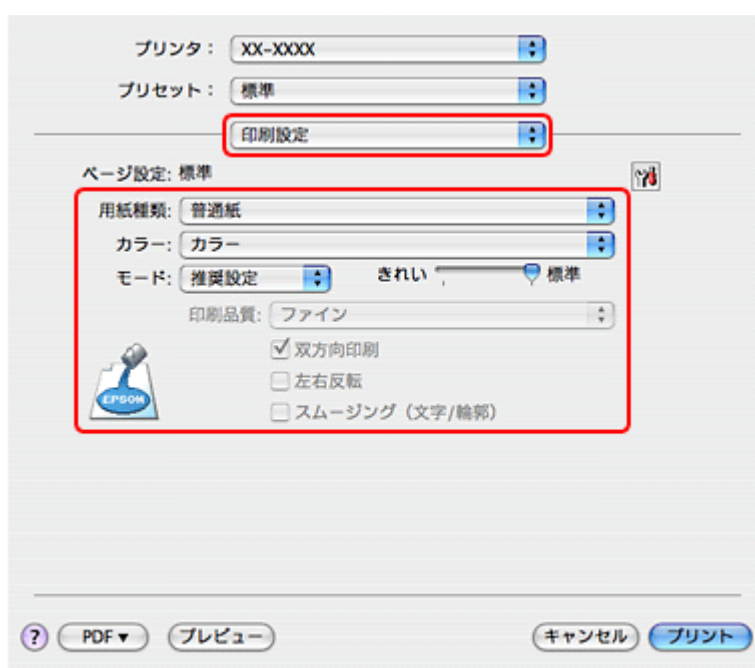 プリンタ： XX-XXXX
プリセット： 標準
印刷設定
ページ設定: 標準
用紙種類: 普通紙
カラー: カラー
モード: 推奨設定 きれい 標準
印刷品質: ファイン
双方向印刷
左右反転
スムージング（文字/輪郭）
EPSON
? PDF▼ プレビュー キャンセル プリント